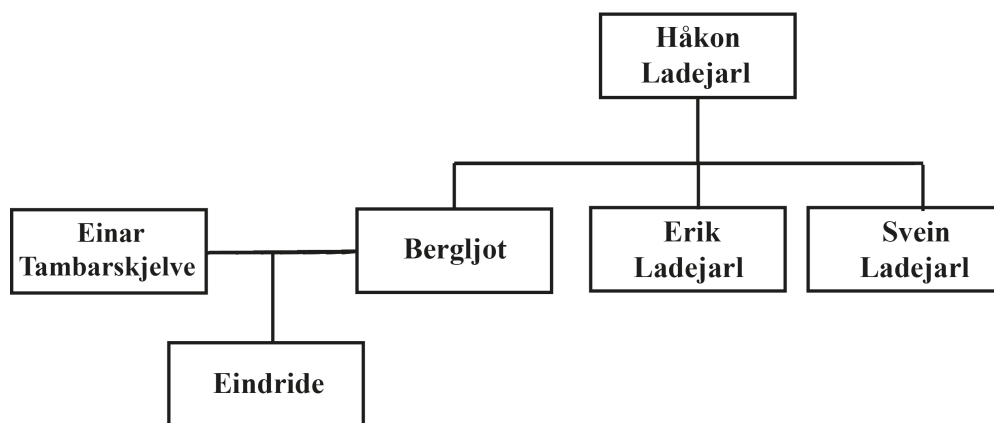 Håkon
Ladejarl
Einar
Tambarskjelve
Bergljot
Erik
Ladejarl
Svein
Ladejarl
Eindride